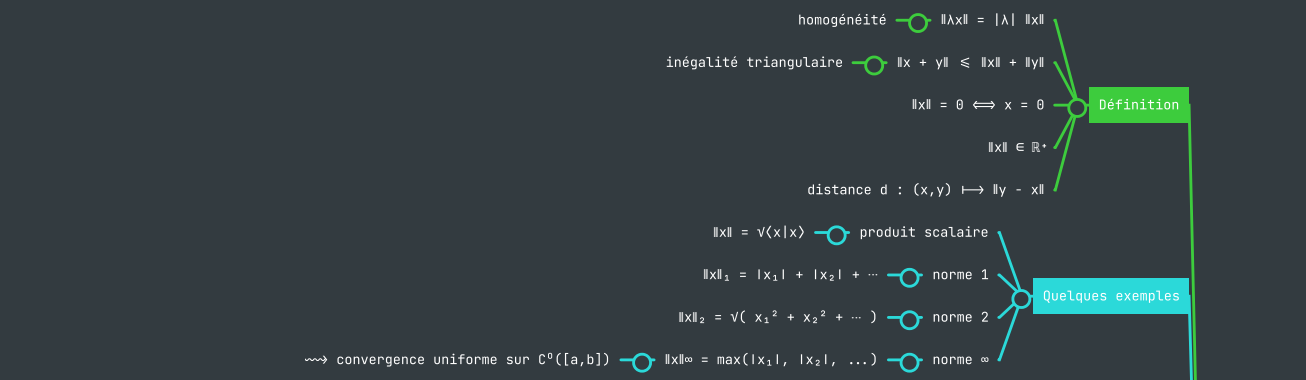 homogénéité ‖λx‖ = |λ| ‖x‖
inégalité triangulaire ‖x + y‖ ⩽ ‖x‖ + ‖y‖
‖x‖ = 0 ⟺ x = 0
Définition
‖x‖ ∈ ℝ⁺
distance d : (x,y) ⟼ ‖y - x‖
‖x‖ = √⟨x|x⟩ produit scalaire
‖x‖₁ = |x₁| + |x₂| + ⋯ norme 1
Quelques exemples
‖x‖₂ = √( x₁² + x₂² + ⋯ ) norme 2
⟿ convergence uniforme sur C⁰([a,b]) ‖x‖∞ = max(|x₁|, |x₂|, ...) norme ∞